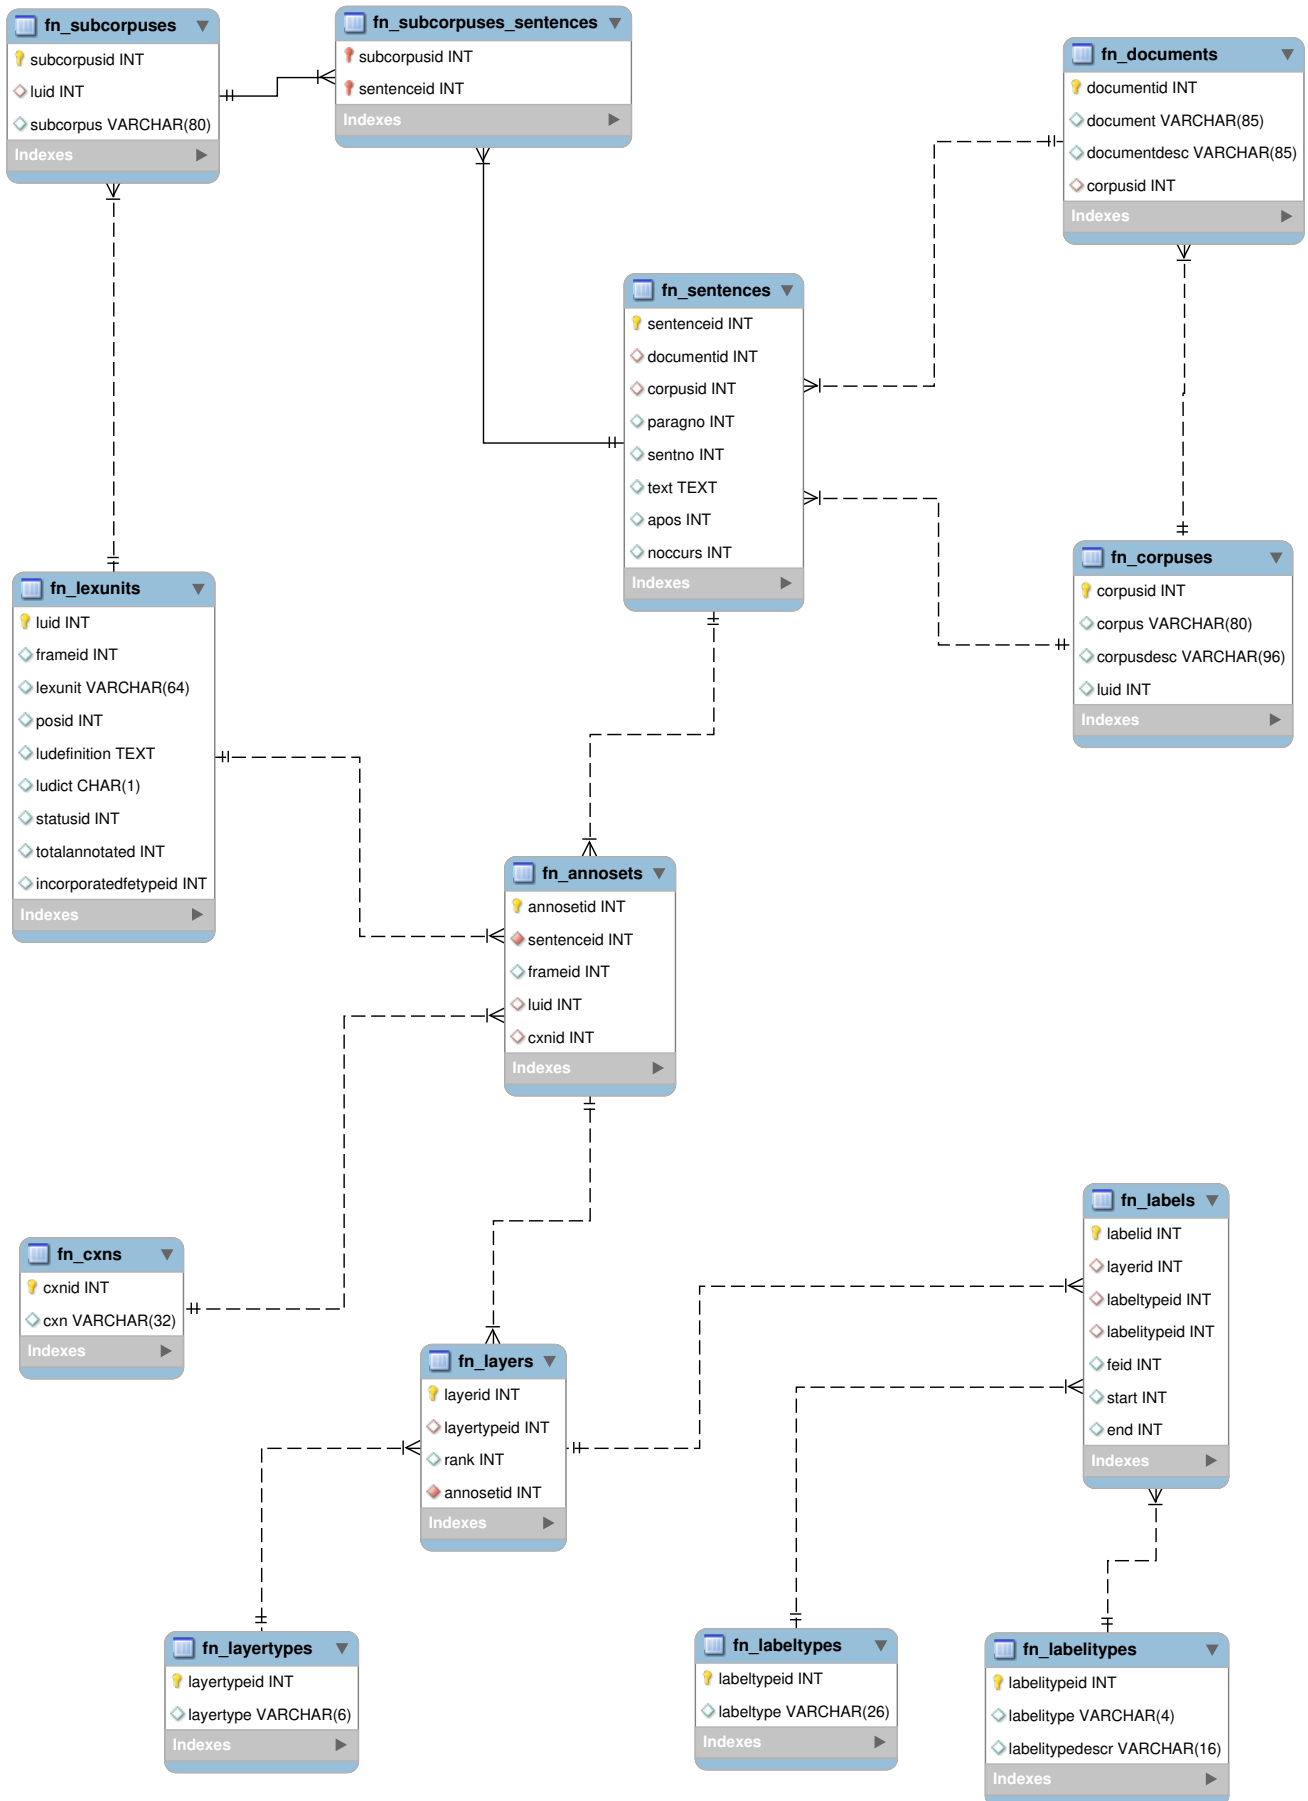 fn_subcorpuses
subcorpusid INT
luid INT
subcorpus VARCHAR(80)
Indexes
fn_subcorpuses_sentences
subcorpusid INT
sentenceid INT
Indexes
fn_documents
documentid INT
document VARCHAR(85)
documentdesc VARCHAR(85)
corpusid INT
Indexes
fn_sentences
sentenceid INT
documentid INT
corpusid INT
paragno INT
sentno INT
text TEXT
apos INT
noccurs INT
Indexes
fn_corpuses
corpusid INT
corpus VARCHAR(80)
corpusdesc VARCHAR(96)
luid INT
Indexes
fn_lexunits
luid INT
frameid INT
lexunit VARCHAR(64)
posid INT
ludefinition TEXT
ludict CHAR(1)
statusid INT
totalannotated INT
incorporatedfetypeid INT
Indexes
fn_annosets
annosetid INT
sentenceid INT
frameid INT
luid INT
cxnid INT
Indexes
fn_cxns
cxnid INT
cxn VARCHAR(32)
Indexes
fn_labels
labelid INT
layerid INT
labeltypeid INT
labelitypeid INT
feid INT
start INT
end INT
Indexes
fn_layers
layerid INT
layertypeid INT
rank INT
annosetid INT
Indexes
fn_layertypes
layertypeid INT
layertype VARCHAR(6)
Indexes
fn_labeltypes
labeltypeid INT
labeltype VARCHAR(26)
Indexes
fn_labelitypes
labelitypeid INT
labelitype VARCHAR(4)
labelitypedescr VARCHAR(16)
Indexes